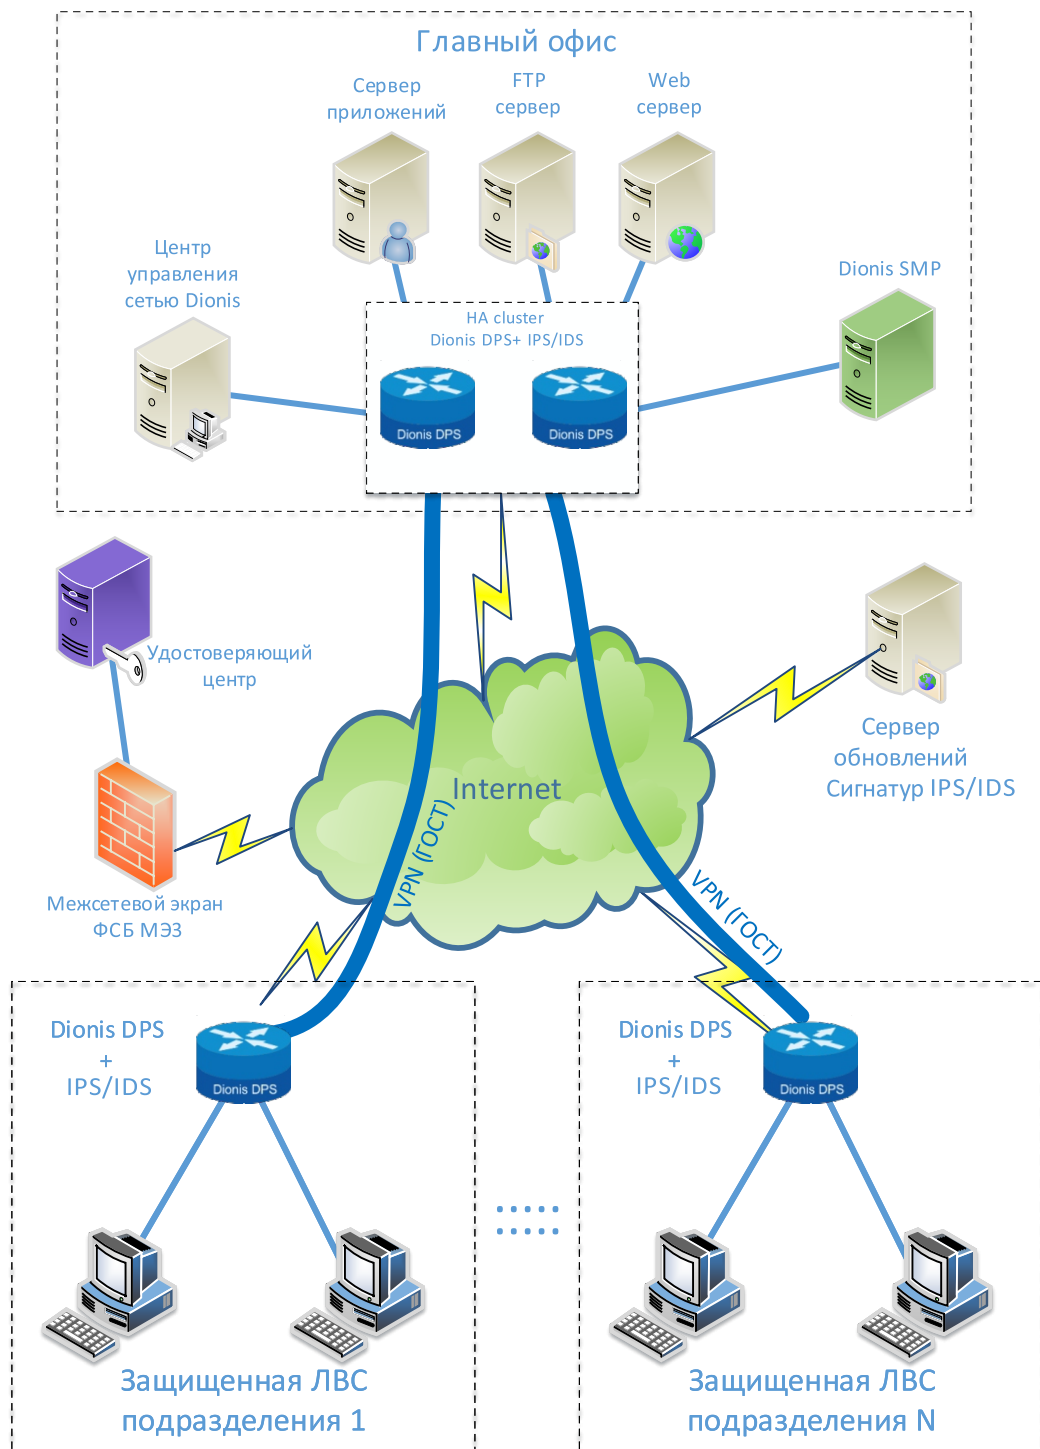 Главный офис
Сервер
приложений
FTP
сервер
Web
сервер
Центр
управления
сетью Dionis
Dionis SMP
HA cluster
Dionis DPS+ IPS/IDS
Dionis DPS
Dionis DPS
Удостоверяющий
центр
Сервер
обновлений
Сигнатур IPS/IDS
Internet
VPN (ГОСТ)
VPN (ГОСТ)
Межсетевой экран
ФСБ МЭ3
Dionis DPS
+
IPS/IDS
Dionis DPS
Dionis DPS
+
IPS/IDS
Dionis DPS
Защищенная ЛВС
подразделения 1
Защищенная ЛВС
подразделения N